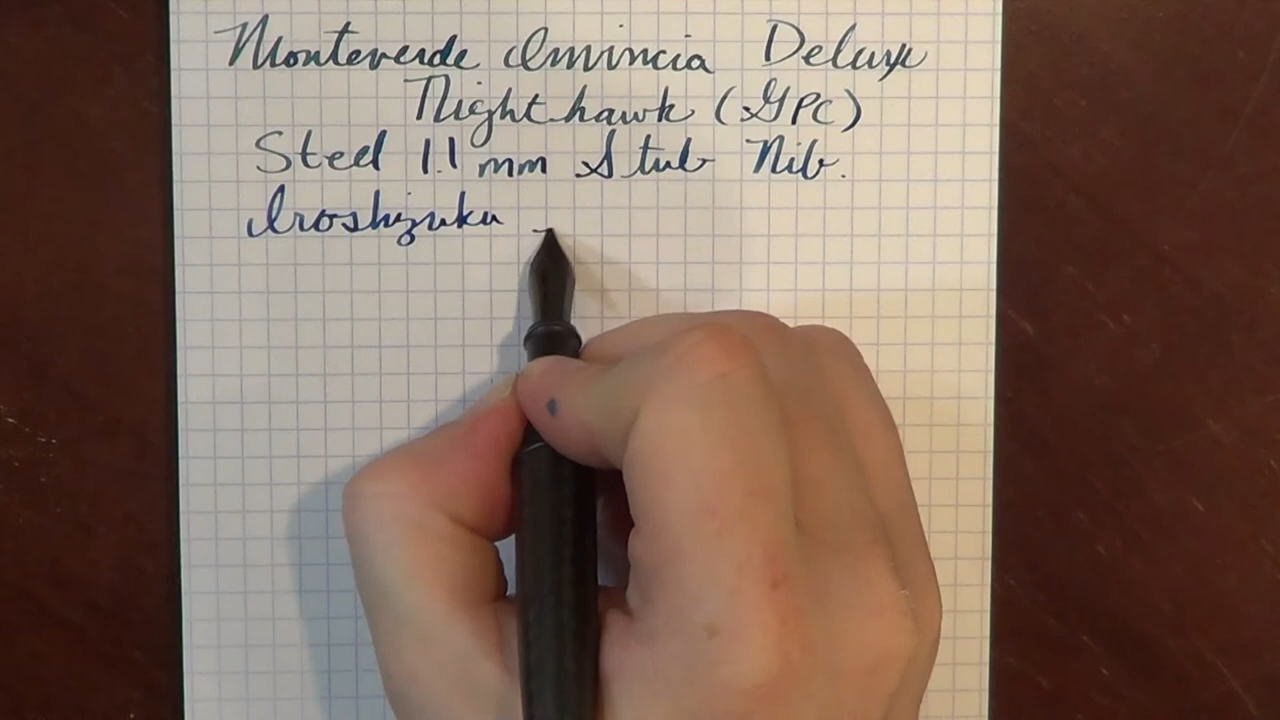 Monteverde Invincia Deluxe
Nighthawk (GPC)
Steel 1.1 mm Stub Nib.
Iroshizuku -